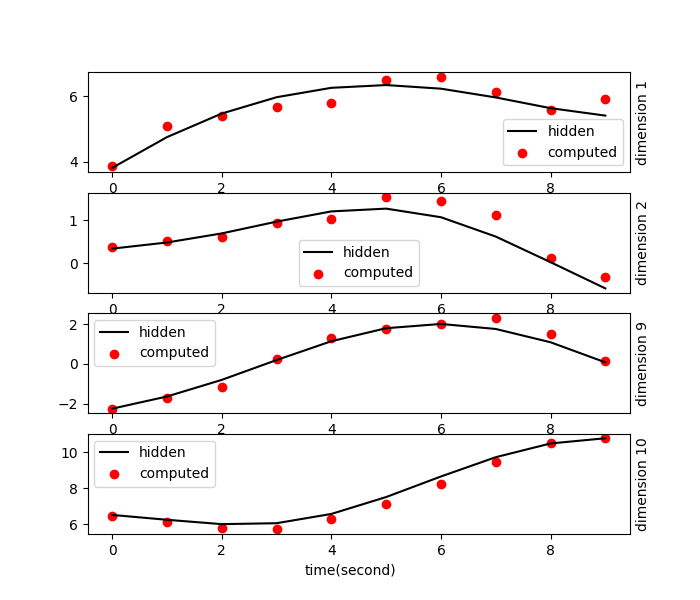 6
4
hidden
computed
0
2
4
6
8
dimension 1
1
0
hidden
computed
0
2
4
6
8
dimension 2
2
0
−2
hidden
computed
0
2
4
6
8
dimension 9
10
8
6
hidden
computed
0
2
4
6
8
dimension 10
time(second)